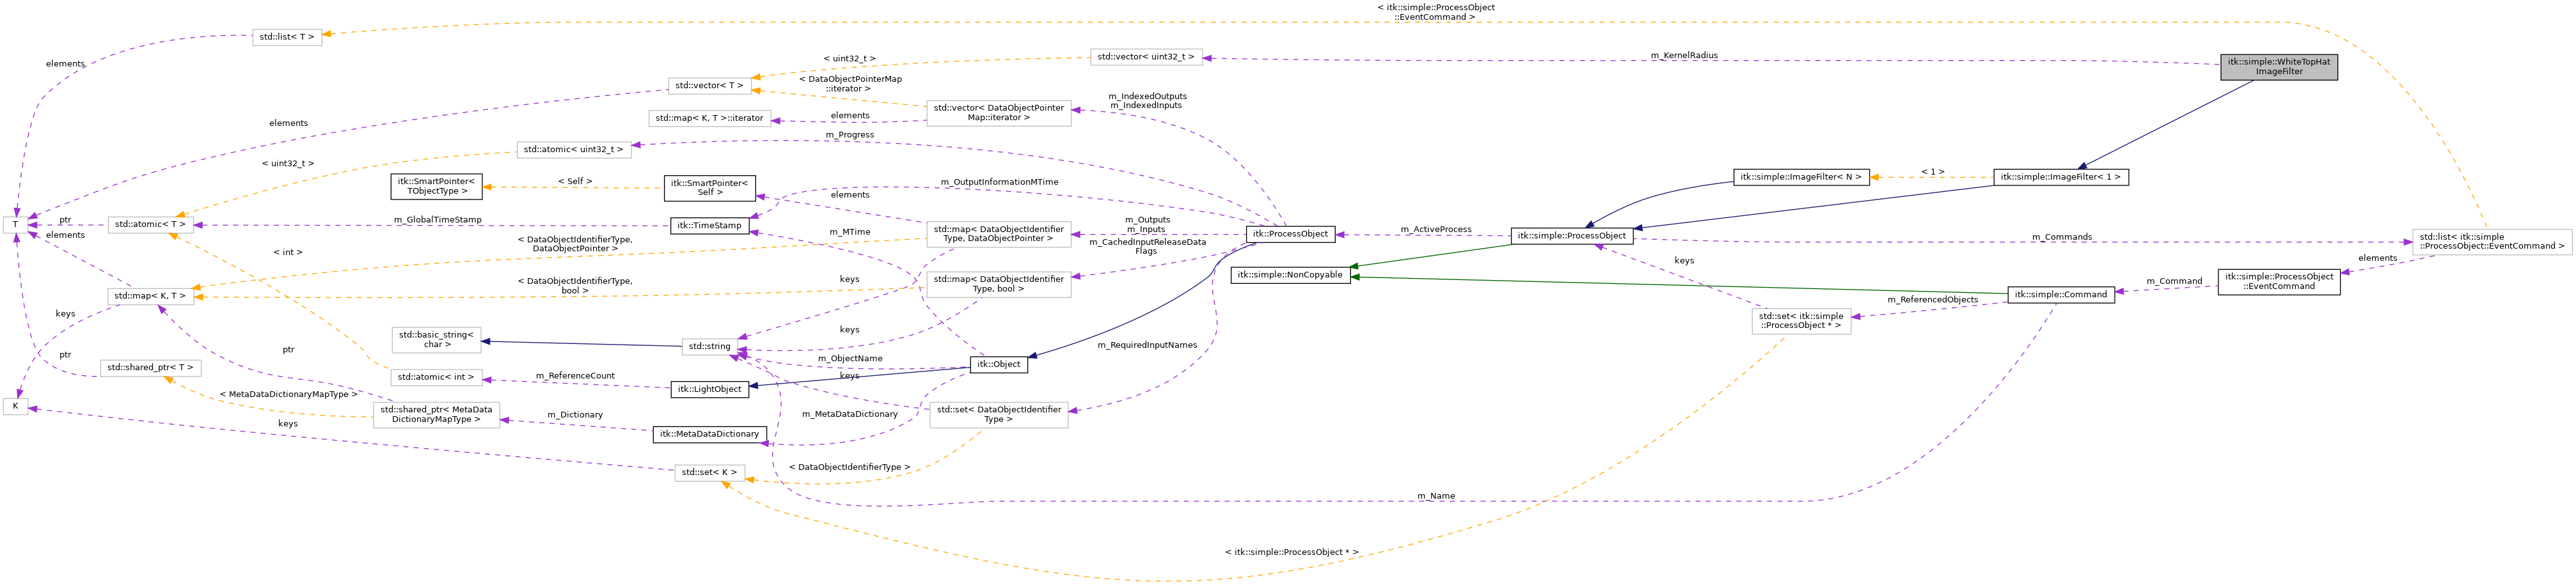 < itk::simple::ProcessObject
::EventCommand >
std::list< T >
elements
< uint32_t >
std::vector< uint32_t >
m_KernelRadius
itk::simple::WhiteTopHat
ImageFilter
std::vector< T >
< DataObjectPointerMap
::iterator >
m_IndexedOutputs
m_IndexedInputs
std::vector< DataObjectPointer
Map::iterator >
elements
std::map< K, T >::iterator
elements
m_Progress
std::atomic< uint32_t >
< uint32_t >
itk::SmartPointer<
TObjectType >
< Self >
itk::SmartPointer<
Self >
m_OutputInformationMTime
elements
itk::simple::ImageFilter< N >
< 1 >
itk::simple::ImageFilter< 1 >
T
ptr
std::atomic< T >
m_GlobalTimeStamp
itk::TimeStamp
m_MTime
std::map< DataObjectIdentifier
Type, DataObjectPointer >
m_Outputs
m_Inputs
itk::ProcessObject
m_ActiveProcess
itk::simple::ProcessObject
m_Commands
std::list< itk::simple
::ProcessObject::EventCommand >
elements
elements
< DataObjectIdentifierType,
DataObjectPointer >
m_CachedInputReleaseData
Flags
< int >
keys
keys
elements
itk::simple::NonCopyable
itk::simple::ProcessObject
::EventCommand
m_Command
itk::simple::Command
m_ReferencedObjects
std::set< itk::simple
::ProcessObject * >
std::map< DataObjectIdentifier
Type, bool >
< DataObjectIdentifierType,
bool >
std::map< K, T >
keys
keys
std::basic_string<
char >
std::string
m_RequiredInputNames
ptr
ptr
m_ObjectName
itk::Object
std::shared_ptr< T >
std::atomic< int >
m_ReferenceCount
itk::LightObject
keys
< MetaDataDictionaryMapType >
K
std::shared_ptr< MetaData
DictionaryMapType >
m_Dictionary
m_MetaDataDictionary
std::set< DataObjectIdentifier
Type >
keys
itk::MetaDataDictionary
std::set< K >
< DataObjectIdentifierType >
m_Name
< itk::simple::ProcessObject * >